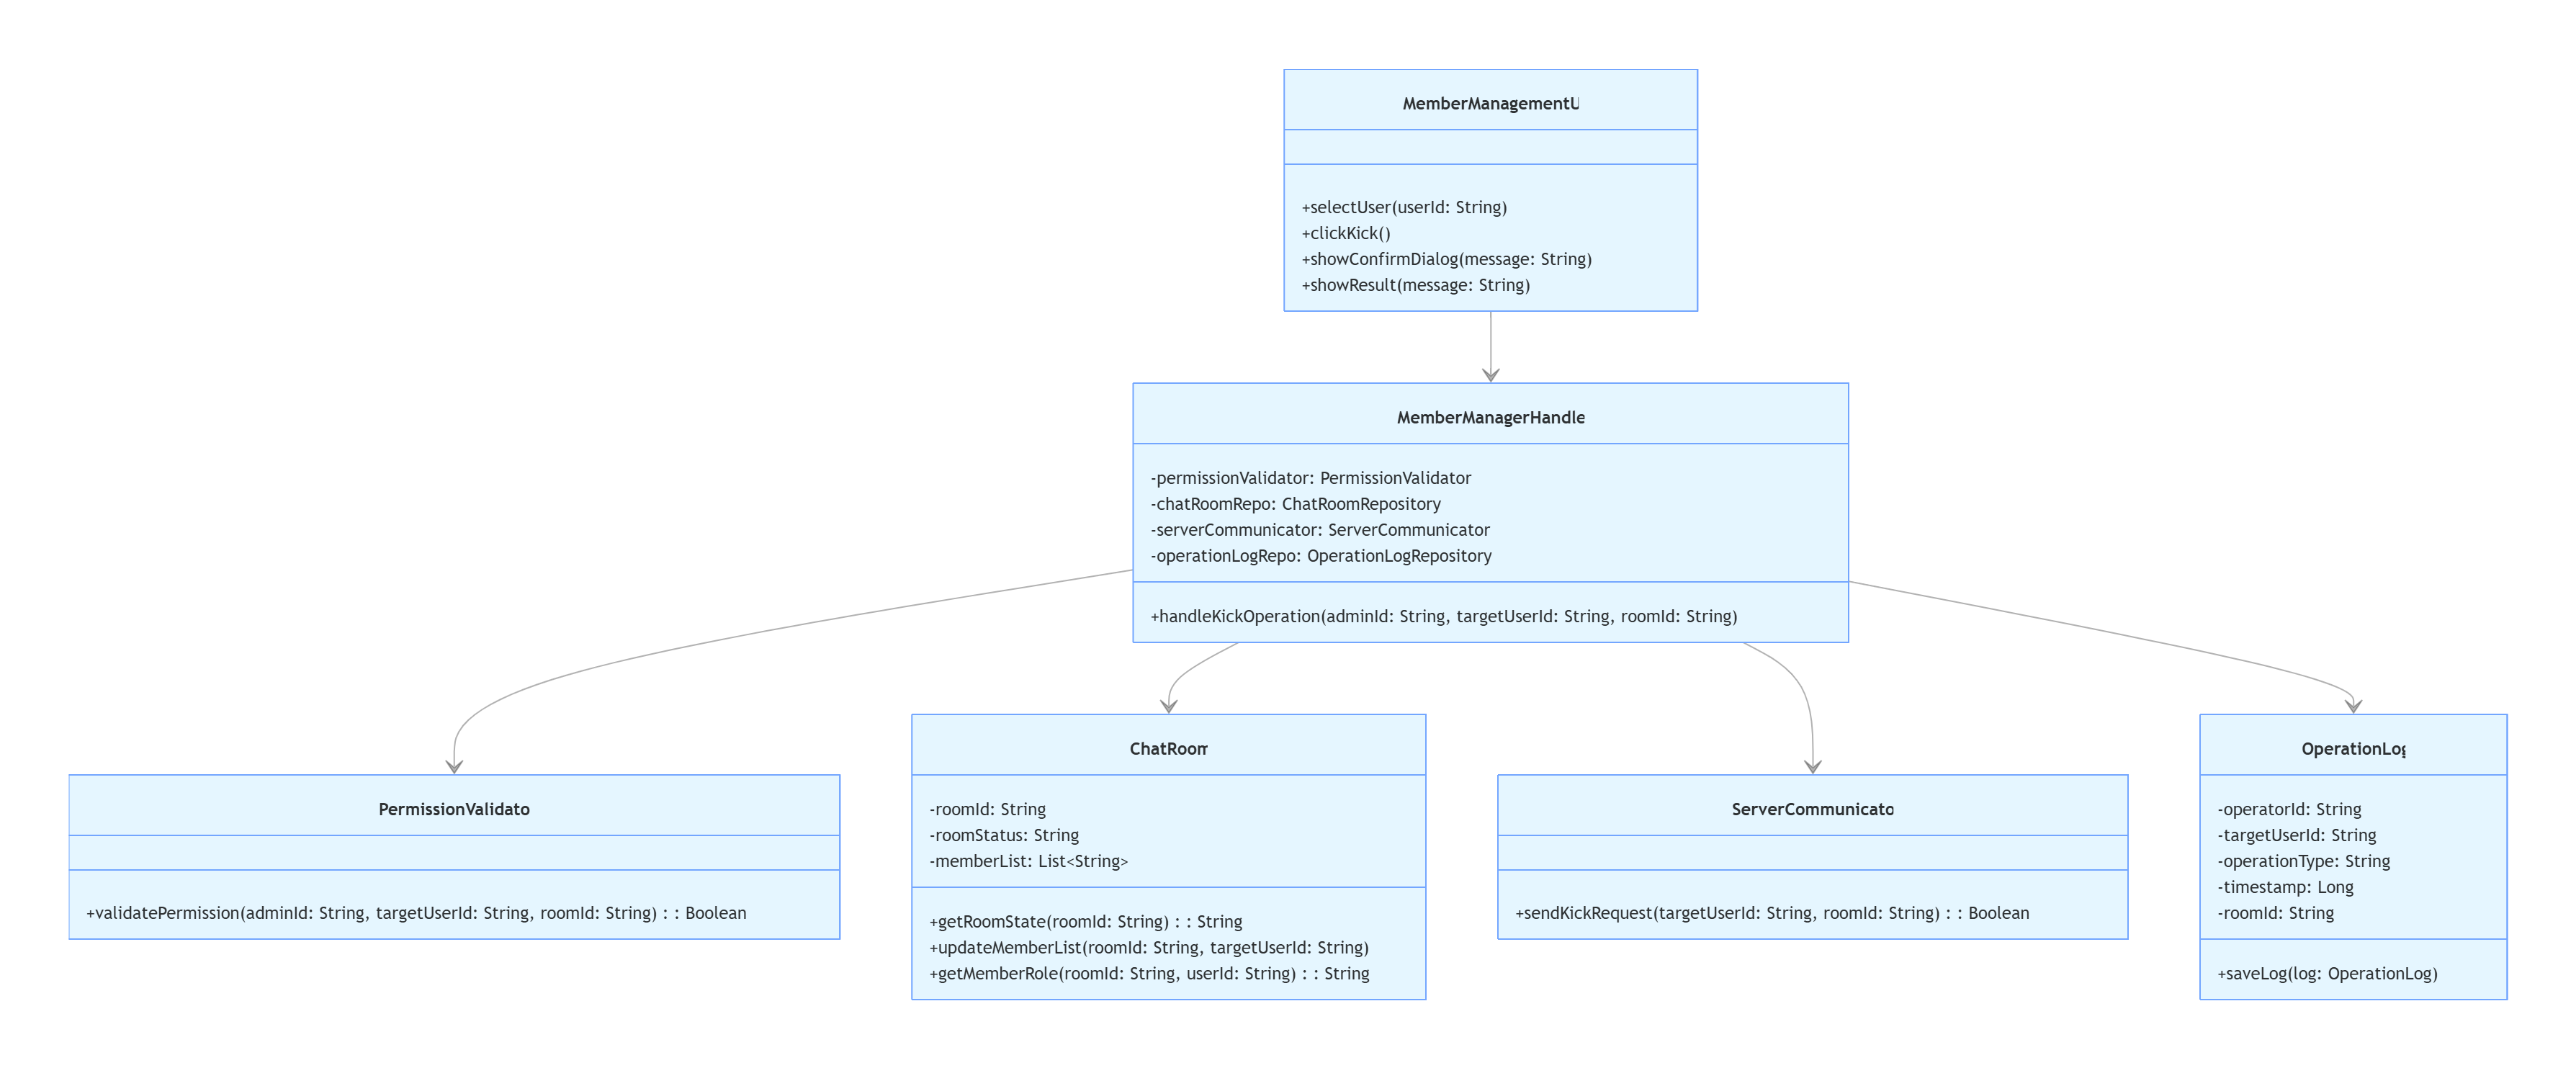 MemberManagementU
+selectUser(userId: String)
+clickKick()
+showConfirmDialog(message: String)
+showResult(message: String)
MemberManagerHandle
-permissionValidator: PermissionValidator
-chatRoomRepo: ChatRoomRepository
-serverCommunicator: ServerCommunicator
-operationLogRepo: OperationLogRepository
+handleKickOperation(adminId: String, targetUserId: String, roomId: String)
PermissionValidato
+validatePermission(adminId: String, targetUserId: String, roomId: String) : : Boolean
ChatRoom
-roomId: String
-roomStatus: String
-memberList: List<String>
+getRoomState(roomId: String) : : String
+updateMemberList(roomId: String, targetUserId: String)
+getMemberRole(roomId: String, userId: String) : : String
ServerCommunicato
+sendKickRequest(targetUserId: String, roomId: String) : : Boolean
OperationLog
-operatorId: String
-targetUserId: String
-operationType: String
-timestamp: Long
-roomId: String
+saveLog(log: OperationLog)